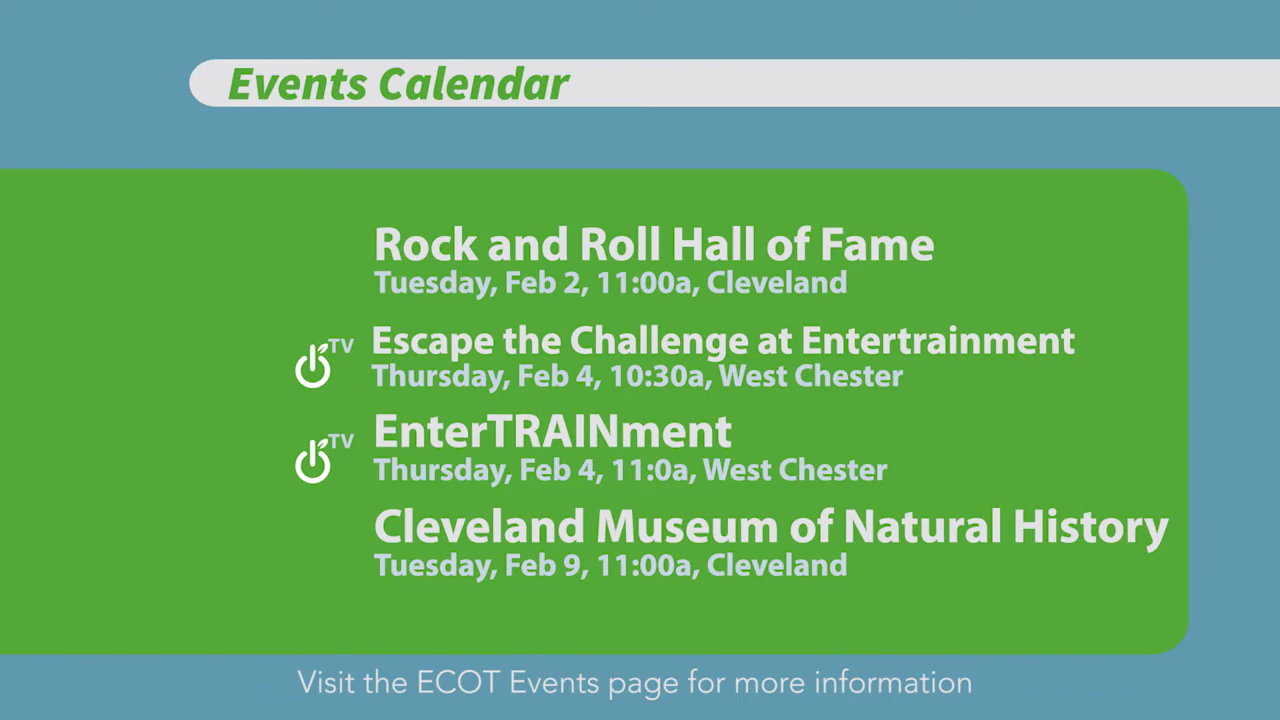 Events Calendar
Rock and Roll Hall of Fame
Tuesday, Feb 2, 11:00a, Cleveland
TV
Escape the Challenge at Entertrainment
Thursday, Feb 4, 10:30a, West Chester
TV
EnterTRAINment
Thursday, Feb 4, 11:0a, West Chester
Cleveland Museum of Natural History
Tuesday, Feb 9, 11:00a, Cleveland
Visit the ECOT Events page for more information